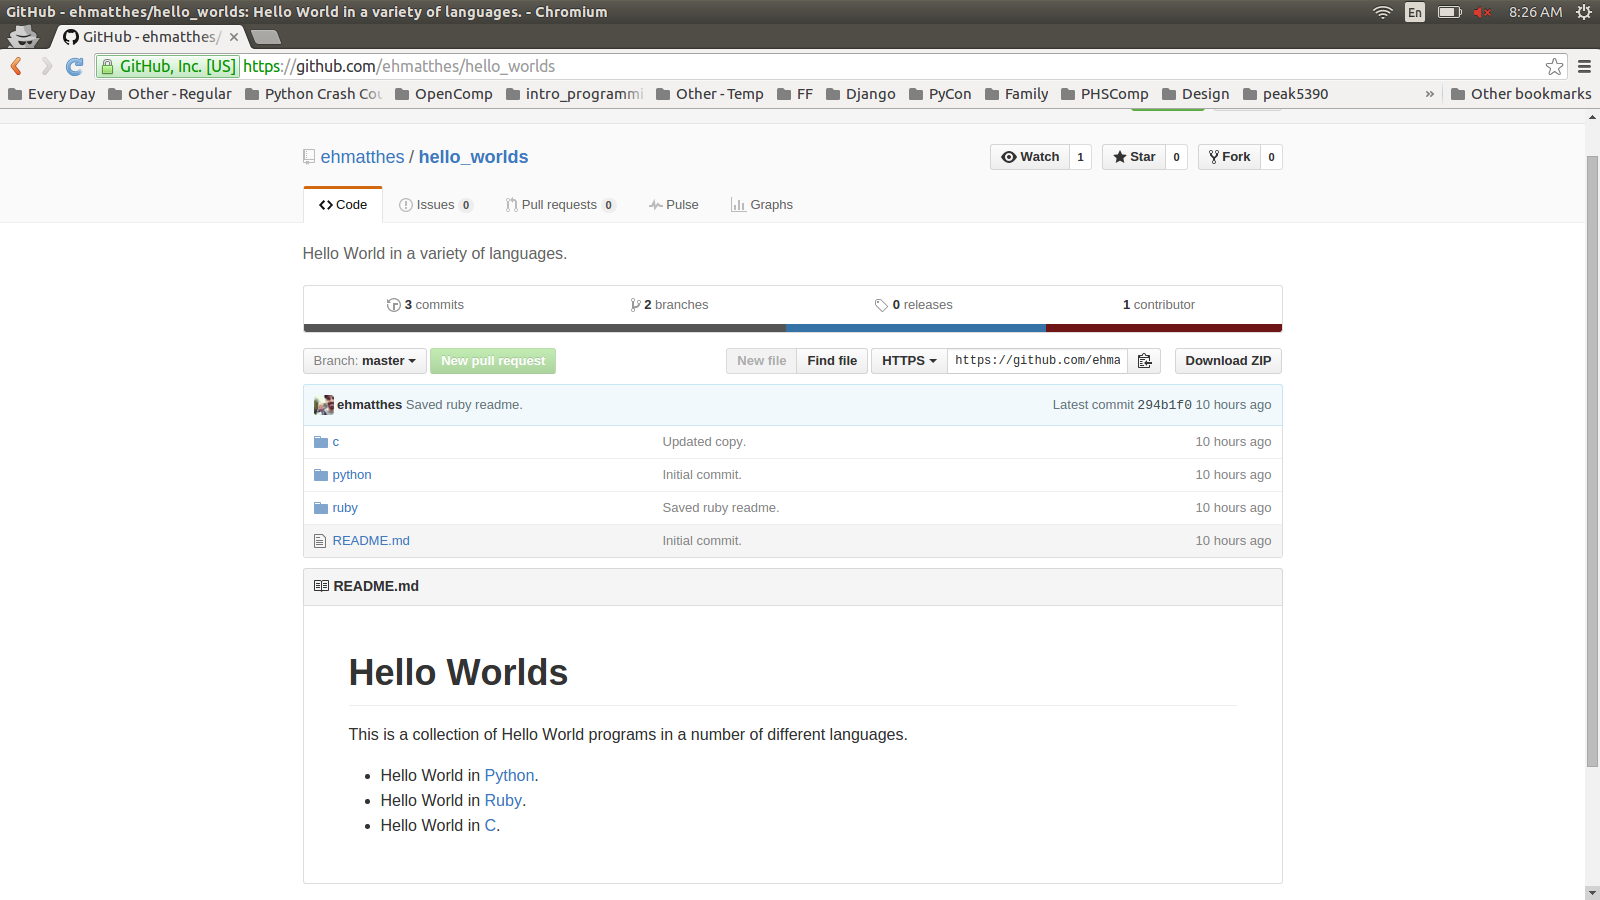 GitHub - ehmatthes/hello_worlds: Hello World in a variety of languages. - Chromium
En
8:26 AM
GitHub - ehmatthes/
GitHub, Inc. [US] https://github.com/ehmatthes/hello_worlds
Every Day Other - Regular Python Crash Cou OpenComp intro_programmi Other - Temp FF Django PyCon Family PHSComp Design peak5390 » Other bookmarks
ehmatthes / hello_worlds
Watch 1 Star 0 Fork 0
Code Issues 0 Pull requests 0 Pulse Graphs
Hello World in a variety of languages.
3 commits 2 branches 0 releases 1 contributor
Branch: master New pull request New file Find file HTTPS https://github.com/ehma Download ZIP
ehmatthes Saved ruby readme. Latest commit 294b1f0 10 hours ago
c Updated copy. 10 hours ago
python Initial commit. 10 hours ago
ruby Saved ruby readme. 10 hours ago
README.md Initial commit. 10 hours ago
README.md
Hello Worlds
This is a collection of Hello World programs in a number of different languages.
• Hello World in Python.
• Hello World in Ruby.
• Hello World in C.